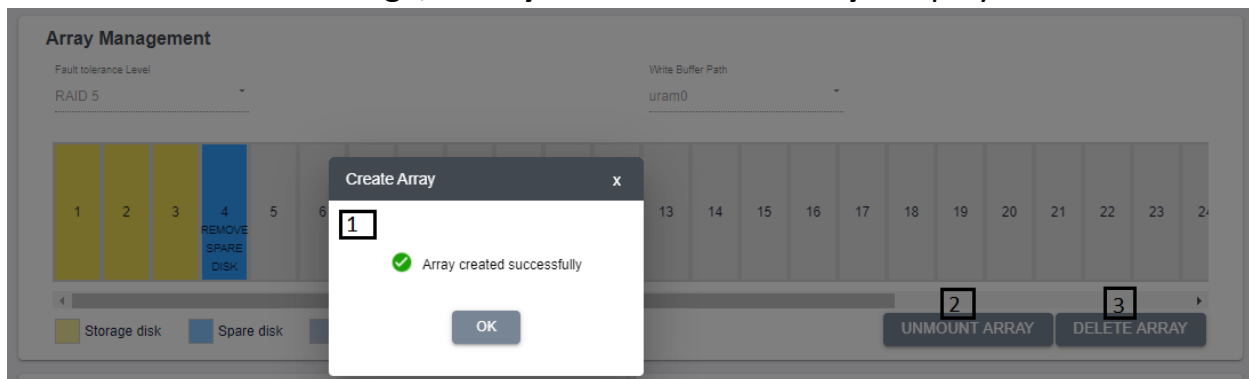 Array Management
Fault tolerance Level
Write Buffer Path
RAID 5
uram0
Create Array x
1 2 3 4 5 6 13 14 15 16 17 18 19 20 21 22 23
REMOVE
SPARE
DISK
1
Array created successfully
2 3
Storage disk Spare disk OK UNMOUNT ARRAY DELETE ARRAY